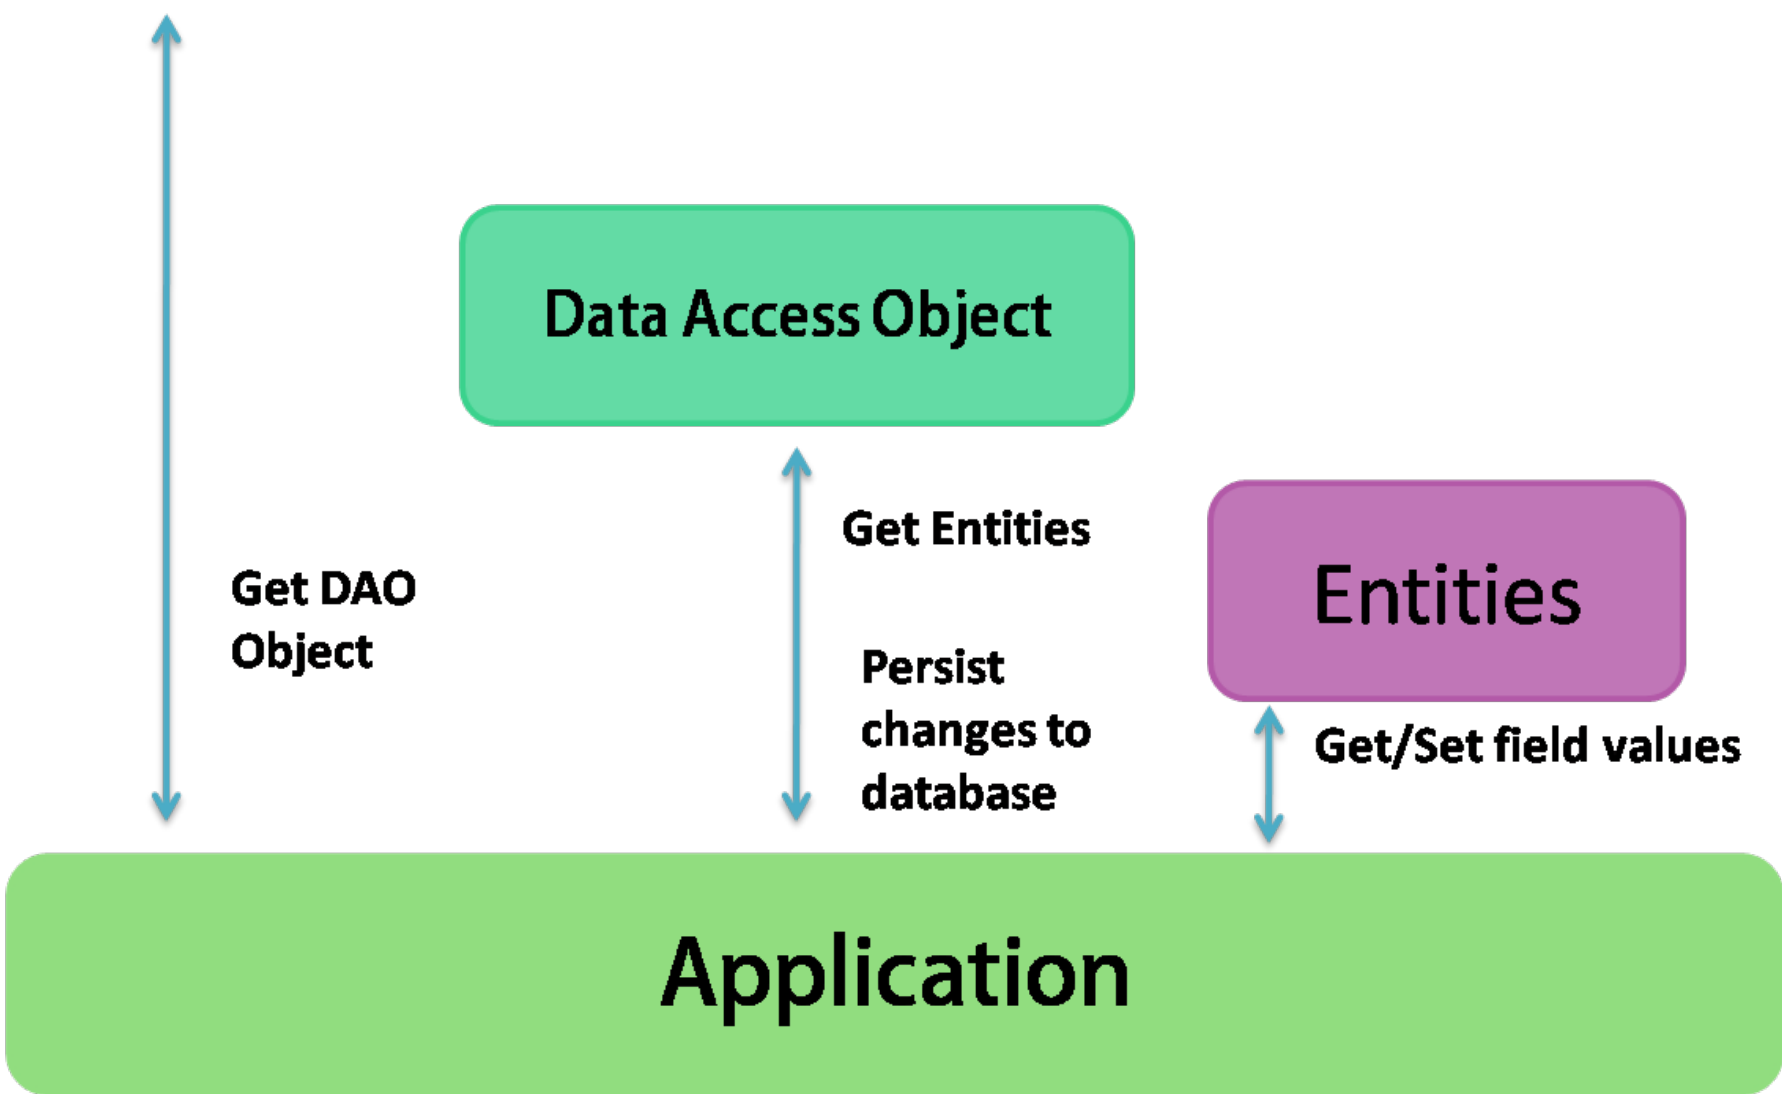 Data Access Object
Get Entities
Get DAO
Object
Entities
Persist
changes to
database
Get/Set field values
Application